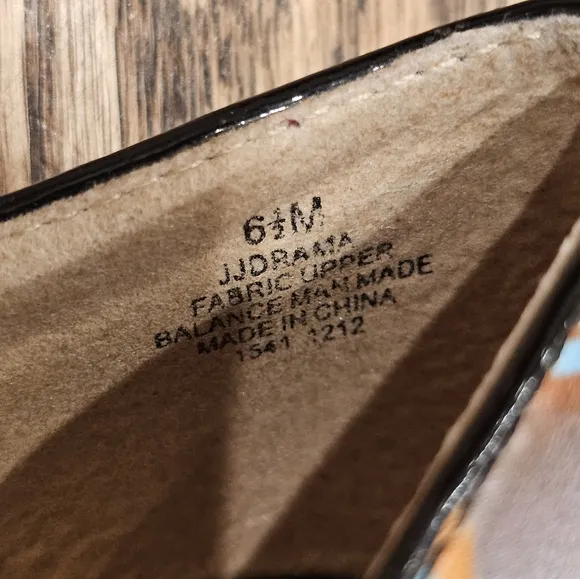 6½M
JJDRAMA
FABRIC UPPER
BALANCE MAN MADE
MADE IN CHINA
1541 1212